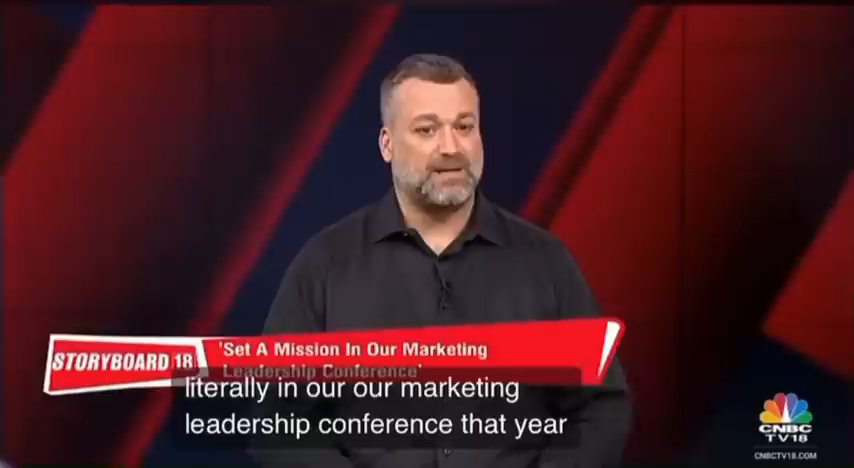 STORYBOARD 18
'Set A Mission In Our Marketing
Leadership Conference'
literally in our our marketing
leadership conference that year
CNBC
TV18
CNBCTV18.COM